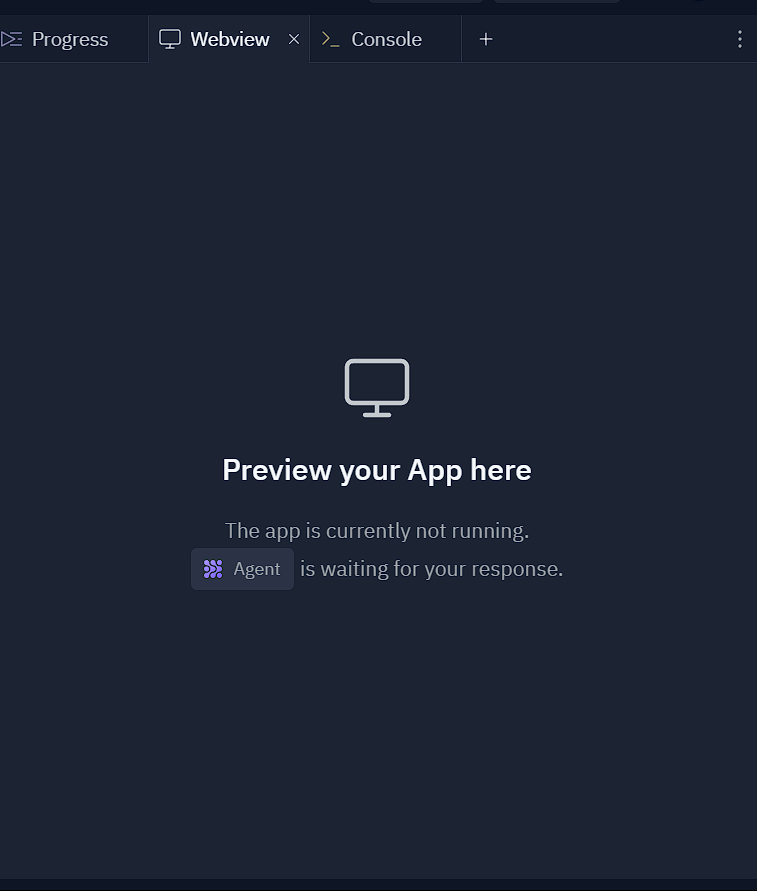 Progress
Webview
Console
Preview your App here
The app is currently not running.
Agent is waiting for your response.